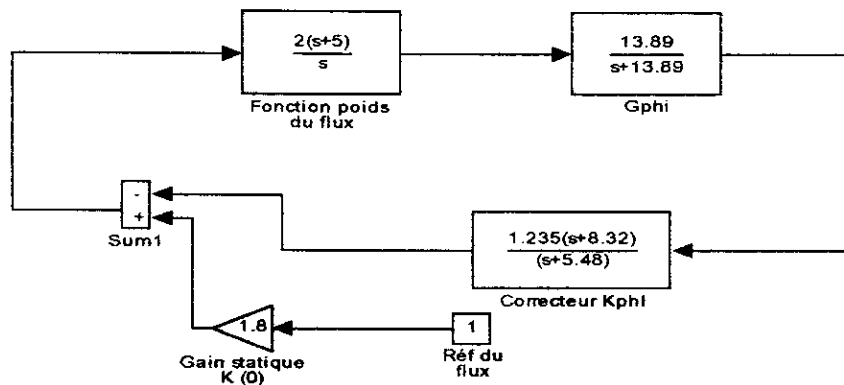 2(s+5)
s
Fonction poids
du flux
13.89
s+13.89
Gphi
-
+
Sum1
1.235(s+8.32)
(s+5.48)
Correcteur Kphi
1.8
Gain statique
K (0)
1
Réf du
flux